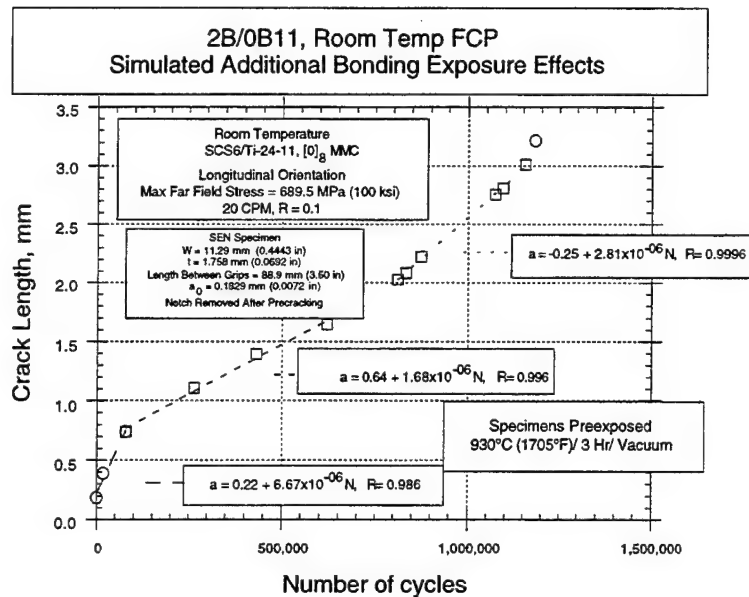 2B/0B11, Room Temp FCP
Simulated Additional Bonding Exposure Effects
Crack Length, mm
3.5
3.0
2.5
2.0
1.5
1.0
0.5
0.0
Room Temperature
SCS6/Ti-24-11, [0]₈ MMC
Longitudinal Orientation
Max Far Field Stress = 689.5 MPa (100 ksi)
20 CPM, R = 0.1
SEN Specimen
W = 11.29 mm (0.4443 in)
t = 1.758 mm (0.0692 in)
Length Between Grips = 88.9 mm (3.50 in)
a₀ = 0.1829 mm (0.0072 in)
Notch Removed After Precracking
a = -0.25 + 2.81x10⁻⁰⁶ N, R= 0.9996
a = 0.64 + 1.68x10⁻⁰⁶ N, R= 0.996
Specimens Preexposed
930°C (1705°F)/ 3 Hr/ Vacuum
a = 0.22 + 6.67x10⁻⁰⁶ N, R= 0.986
0
500,000
1,000,000
1,500,000
Number of cycles